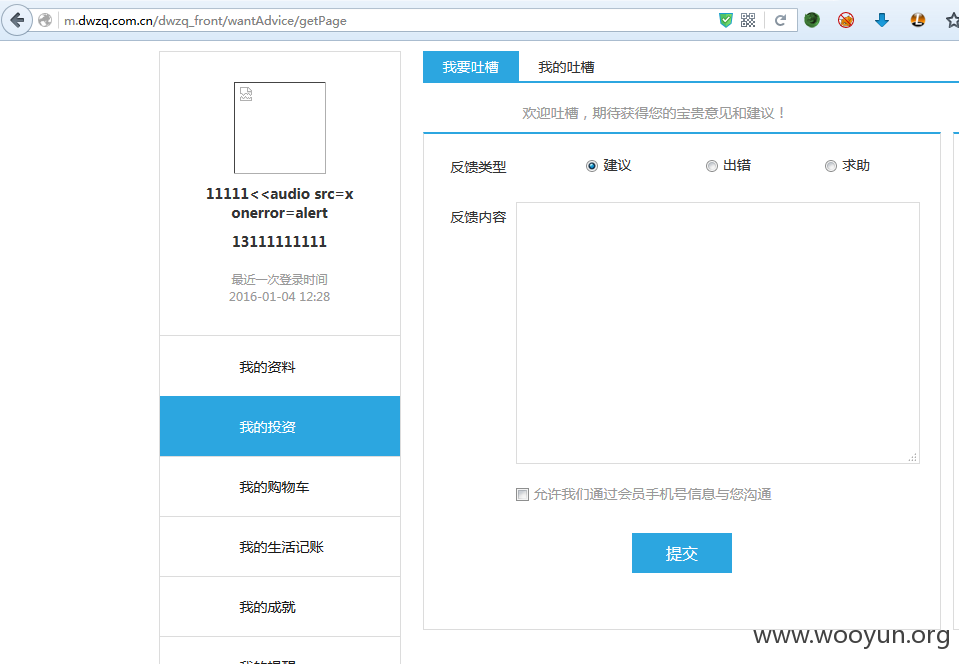 m.dwzq.com.cn/dwzq_front/wantAdvice/getPage
我要吐槽
我的吐槽
欢迎吐槽，期待获得您的宝贵意见和建议！
11111<<audio src=x
onerror=alert
13111111111
最近一次登录时间
2016-01-04 12:28
我的资料
我的投资
我的购物车
我的生活记账
我的成就
反馈类型
建议
出错
求助
反馈内容
允许我们通过会员手机号信息与您沟通
提交
www.wooyun.org